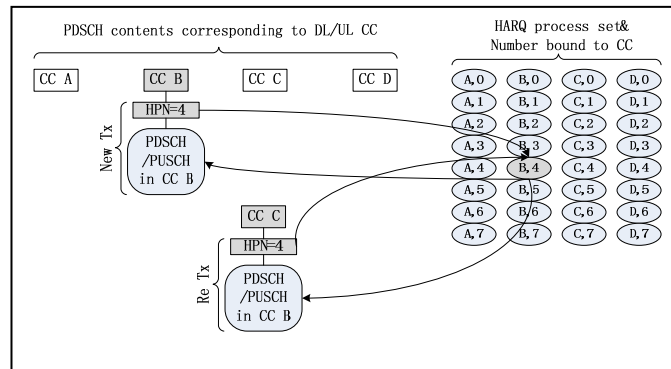 PDSCH contents corresponding to DL/UL CC
HARQ process set&
Number bound to CC
CC A
CC B
CC C
CC D
HPN=4
New Tx
PDSCH
/PUSCH
in CC B
CC C
HPN=4
Re Tx
PDSCH
/PUSCH
in CC B
A,0 B,0 C,0 D,0
A,1 B,1 C,1 D,1
A,2 B,2 C,2 D,2
A,3 B,3 C,3 D,3
A,4 B,4 C,4 D,4
A,5 B,5 C,5 D,5
A,6 B,6 C,6 D,6
A,7 B,7 C,7 D,7